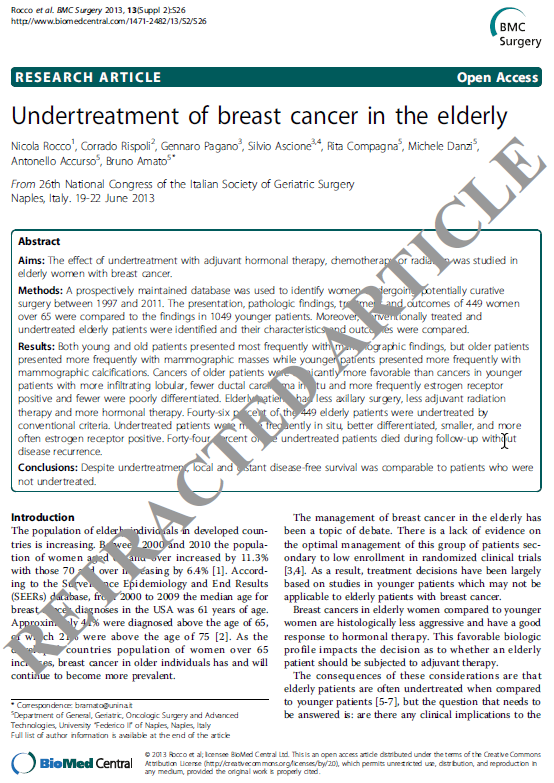 Rocco et al. BMC Surgery 2013, 13(Suppl 2):S26
http://www.biomedcentral.com/1471-2482/13/S2/S26
BMC
Surgery
RESEARCH ARTICLE Open Access
Undertreatment of breast cancer in the elderly
Nicola Rocco1, Corrado Rispoli2, Gennaro Pagano3, Silvio Ascione3,4, Rita Compagna5, Michele Danzi5,
Antonello Accurso5, Bruno Amato5*
From 26th National Congress of the Italian Society of Geriatric Surgery
Naples, Italy. 19-22 June 2013
Abstract
Aims: The effect of undertreatment with adjuvant hormonal therapy, chemotherapy or radiation was studied in
elderly women with breast cancer.
Methods: A prospectively maintained database was used to identify women undergoing potentially curative
surgery between 1997 and 2011. The presentation, pathologic findings, treatment and outcomes of 449 women
over 65 were compared to the findings in 1049 younger patients. Moreover, conventionally treated and
undertreated elderly patients were identified and their characteristics and outcomes were compared.
Results: Both young and old patients presented most frequently with mammographic findings, but older patients
presented more frequently with mammographic masses while younger patients presented more frequently with
mammographic calcifications. Cancers of older patients were significantly more favorable than cancers in younger
patients with more infiltrating lobular, fewer ductal carcinoma in situ and more frequently estrogen receptor
positive and fewer were poorly differentiated. Elderly patients had less axillary surgery, less adjuvant radiation
therapy and more hormonal therapy. Fourty-six percent of the 449 elderly patients were undertreated by
conventional criteria. Undertreated patients were more frequently in situ, better differentiated, smaller, and more
often estrogen receptor positive. Forty-four percent of the undertreated patients died during follow-up without
disease recurrence.
Conclusions: Despite undertreatment, local and distant disease-free survival was comparable to patients who were
not undertreated.
Introduction
The population of elderly individuals in developed coun-
tries is increasing. Between 2000 and 2010 the popula-
tion of women aged and over increased by 11.3%
with those 70 and over increasing by 6.4% [1]. Accord-
ing to the Surveillance Epidemiology and End Results
(SEERs) database, from 2000 to 2009 the median age for
breast cancer diagnoses in the USA was 61 years of age.
Approximately were diagnosed above the age of 65,
of which 21% were above the age of 75 [2]. As the
developed countries population of women over 65
increases, breast cancer in older individuals has and will
continue to become more prevalent.
The management of breast cancer in the elderly has
been a topic of debate. There is a lack of evidence on
the optimal management of this group of patients sec-
ondary to low enrollment in randomized clinical trials
[3,4]. As a result, treatment decisions have been largely
based on studies in younger patients which may not be
applicable to elderly patients with breast cancer.
Breast cancers in elderly women compared to younger
women are histologically less aggressive and have a good
response to hormonal therapy. This favorable biologic
profile impacts the decision as to whether an elderly
patient should be subjected to adjuvant therapy.
The consequences of these considerations are that
elderly patients are often undertreated when compared
to younger patients [5-7], but the question that needs to
be answered is: are there any clinical implications to the
* Correspondence: bramato@unina.it
5Department of General, Geriatric, Oncologic Surgery and Advanced
Technologies, University "Federico II" of Naples, Naples, Italy
Full list of author information is available at the end of the article
BioMed Central
© 2013 Rocco et al; licensee BioMed Central Ltd. This is an open access article distributed under the terms of the Creative Commons
Attribution License (http://creativecommons.org/licenses/by/2.0), which permits unrestricted use, distribution, and reproduction in
any medium, provided the original work is properly cited.
RETRACTED ARTICLE